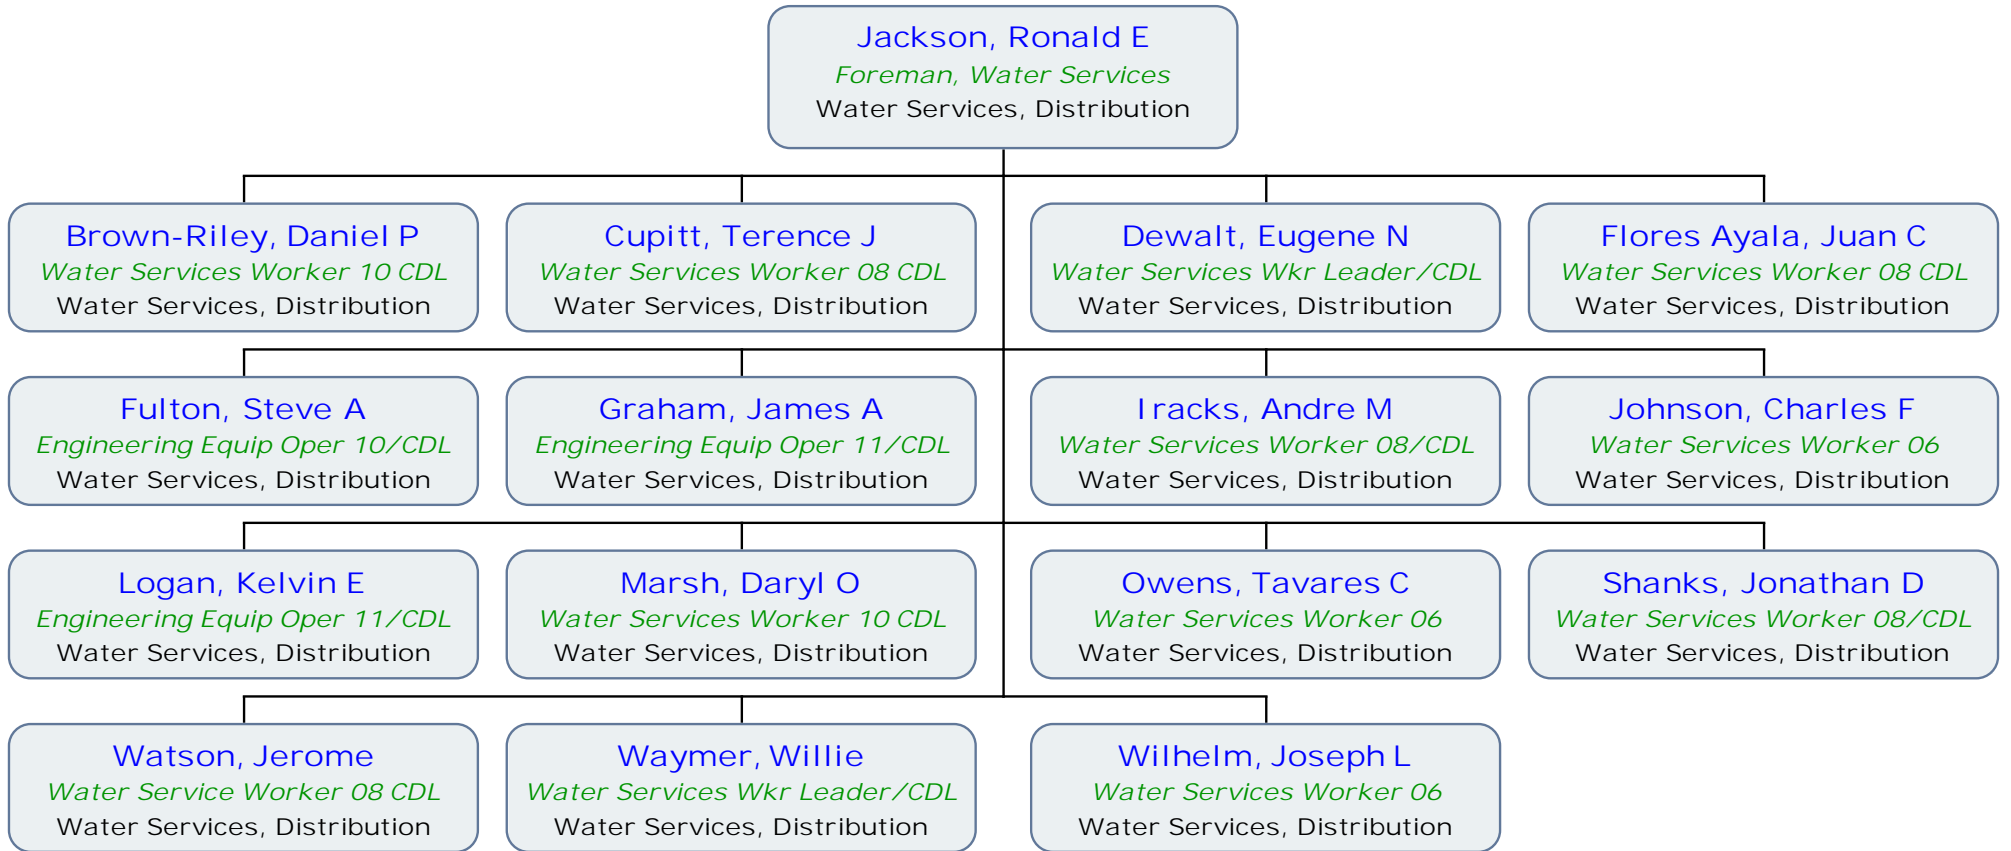 Jackson, Ronald E
Foreman, Water Services
Water Services, Distribution
Brown-Riley, Daniel P
Water Services Worker 10 CDL
Water Services, Distribution
Cupitt, Terence J
Water Services Worker 08 CDL
Water Services, Distribution
Dewalt, Eugene N
Water Services Wkr Leader/CDL
Water Services, Distribution
Flores Ayala, Juan C
Water Services Worker 08 CDL
Water Services, Distribution
Fulton, Steve A
Engineering Equip Oper 10/CDL
Water Services, Distribution
Graham, James A
Engineering Equip Oper 11/CDL
Water Services, Distribution
Iracks, Andre M
Water Services Worker 08/CDL
Water Services, Distribution
Johnson, Charles F
Water Services Worker 06
Water Services, Distribution
Logan, Kelvin E
Engineering Equip Oper 11/CDL
Water Services, Distribution
Marsh, Daryl O
Water Services Worker 10 CDL
Water Services, Distribution
Owens, Tavares C
Water Services Worker 06
Water Services, Distribution
Shanks, Jonathan D
Water Services Worker 08/CDL
Water Services, Distribution
Watson, Jerome
Water Service Worker 08 CDL
Water Services, Distribution
Waymer, Willie
Water Services Wkr Leader/CDL
Water Services, Distribution
Wilhelm, Joseph L
Water Services Worker 06
Water Services, Distribution